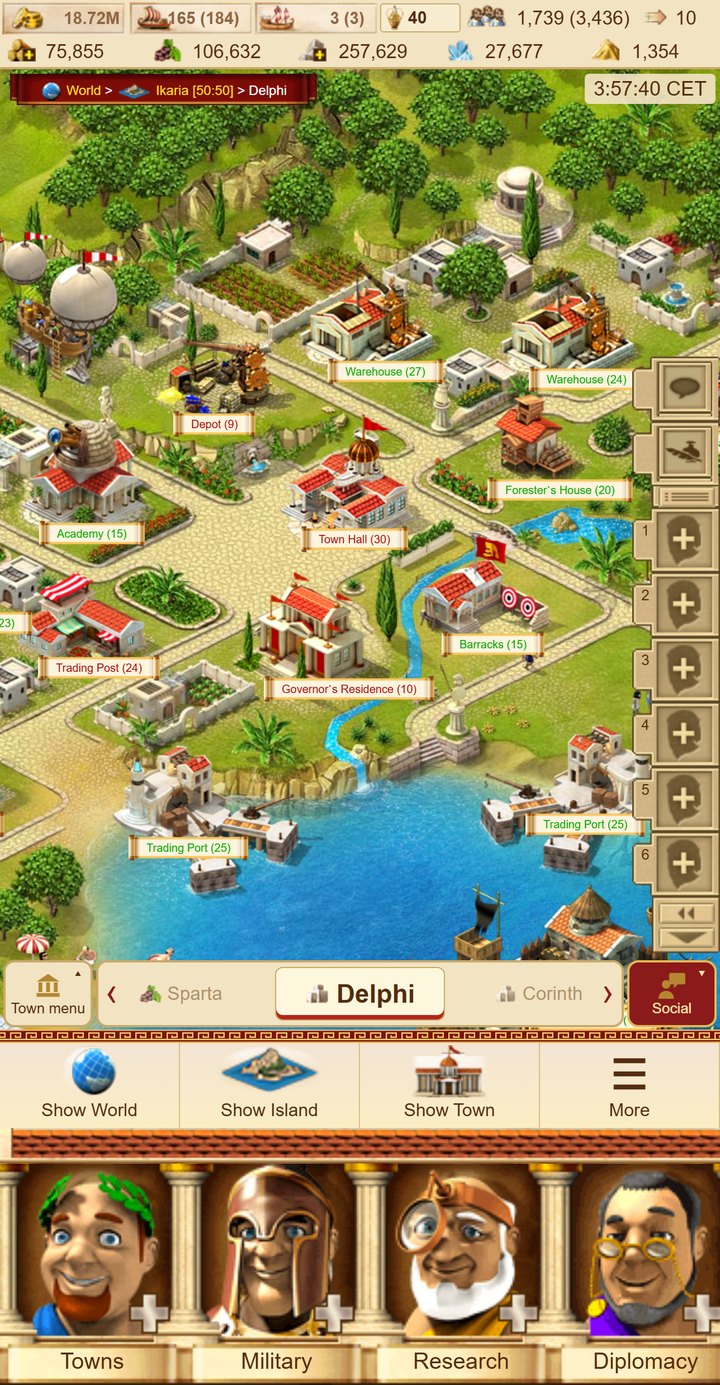 18.72M 165 (184) 3 (3) 40 1,739 (3,436) 10
75,855 106,632 257,629 27,677 1,354
World > Ikaria [50:50] > Delphi
3:57:40 CET
Warehouse (27)
Warehouse (24)
Depot (9)
Forester`s House (20)
Academy (15)
Town Hall (30)
1
2
3
4
5
6
23)
Barracks (15)
Trading Post (24)
Governor`s Residence (10)
Trading Port (25)
Trading Port (25)
Town menu
Sparta
Delphi
Corinth
Social
Show World
Show Island
Show Town
More
Towns
Military
Research
Diplomacy